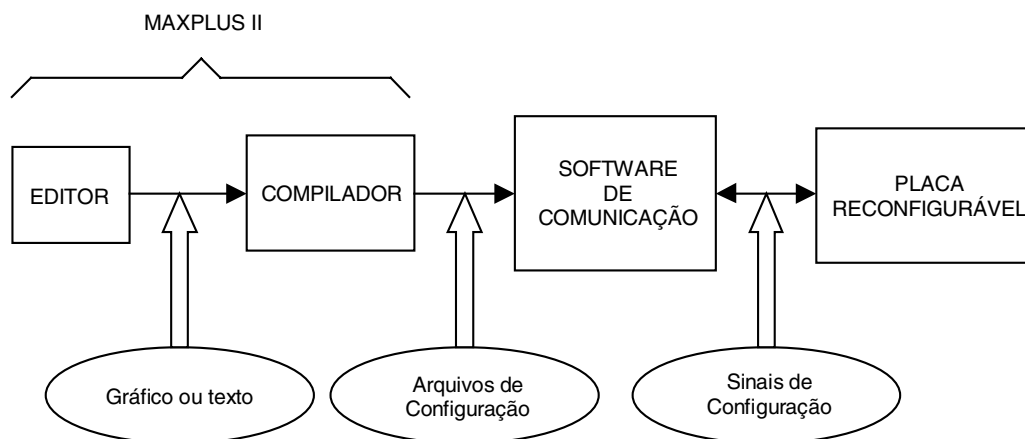 MAXPLUS II
EDITOR
COMPILADOR
SOFTWARE
DE
COMUNICAÇÃO
PLACA
RECONFIGURÁVEL
Gráfico ou texto
Arquivos de
Configuração
Sinais de
Configuração